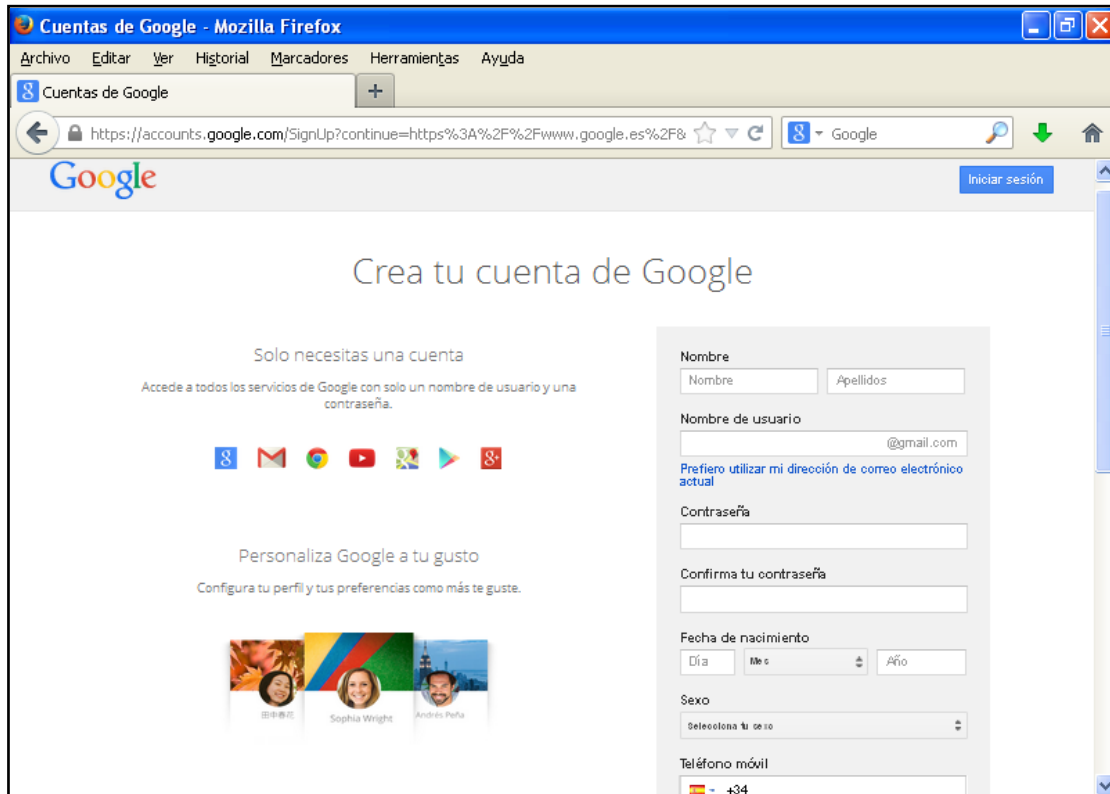 Cuentas de Google - Mozilla Firefox
Archivo Editar Ver Historial Marcadores Herramientas Ayuda
Cuentas de Google
https://accounts.google.com/SignUp?continue=https%3A%2F%2Fwww.google.es%2F& Google
Google
Iniciar sesión
Crea tu cuenta de Google
Solo necesitas una cuenta
Accede a todos los servicios de Google con solo un nombre de usuario y una
contraseña.
Personaliza Google a tu gusto
Configura tu perfil y tus preferencias como más te guste.
田中春花
Sophia Wright
Andrés Peña
Nombre
Nombre Apellidos
Nombre de usuario
@gmail.com
Prefiero utilizar mi dirección de correo electrónico
actual
Contraseña
Confirma tu contraseña
Fecha de nacimiento
Día Mes Año
Sexo
Selecciona tu sexo
Teléfono móvil
+34